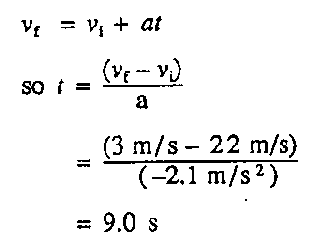 v_f = v_i + at
so t = (v_f – v_i) / a
= (3 m/s – 22 m/s) / (–2.1 m/s²)
= 9.0 s